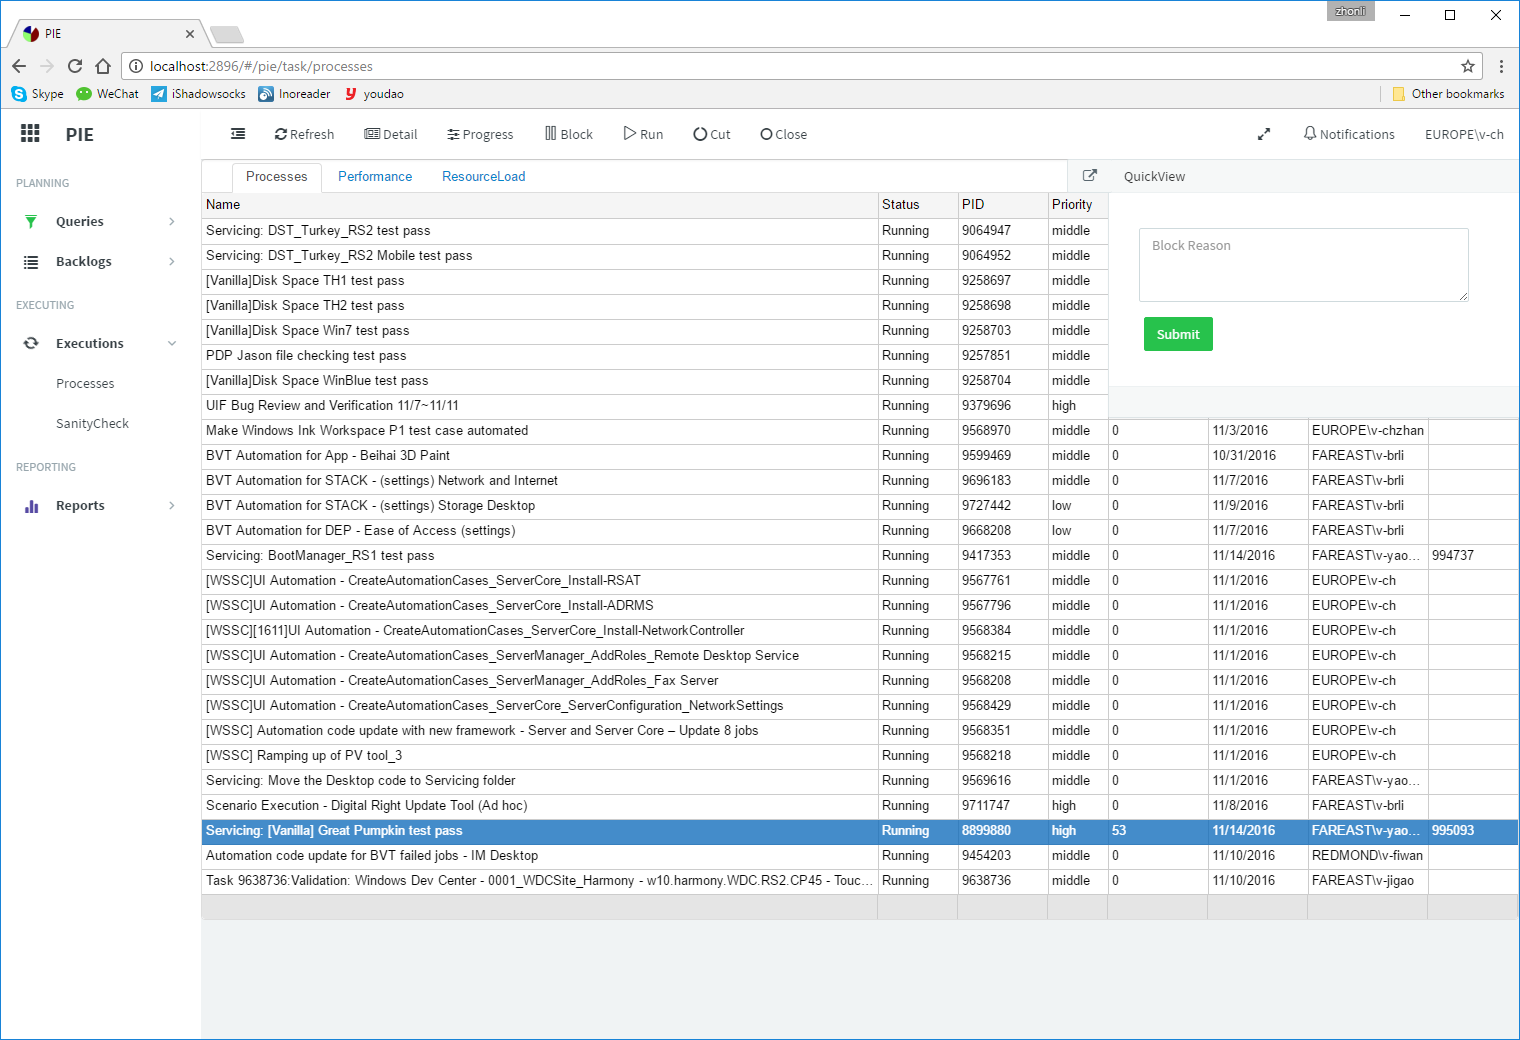 zhonli
PIE
localhost:2896/#/pie/task/processes
Skype WeChat iShadowsocks Inoreader youdao Other bookmarks
PIE Refresh Detail Progress Block Run Cut Close Notifications EUROPE\v-ch
PLANNING
Queries
Backlogs
EXECUTING
Executions
Processes
SanityCheck
REPORTING
Reports
Processes Performance ResourceLoad QuickView
Block Reason
Submit
Name Status PID Priority
Servicing: DST_Turkey_RS2 test pass Running 9064947 middle
Servicing: DST_Turkey_RS2 Mobile test pass Running 9064952 middle
[Vanilla]Disk Space TH1 test pass Running 9258697 middle
[Vanilla]Disk Space TH2 test pass Running 9258698 middle
[Vanilla]Disk Space Win7 test pass Running 9258703 middle
PDP Jason file checking test pass Running 9257851 middle
[Vanilla]Disk Space WinBlue test pass Running 9258704 middle
UIF Bug Review and Verification 11/7~11/11 Running 9379696 high
Make Windows Ink Workspace P1 test case automated Running 9568970 middle 0 11/3/2016 EUROPE\v-chzhan
BVT Automation for App - Beihai 3D Paint Running 9599469 middle 0 10/31/2016 FAREAST\v-brli
BVT Automation for STACK - (settings) Network and Internet Running 9696183 middle 0 11/7/2016 FAREAST\v-brli
BVT Automation for STACK - (settings) Storage Desktop Running 9727442 low 0 11/9/2016 FAREAST\v-brli
BVT Automation for DEP - Ease of Access (settings) Running 9668208 low 0 11/7/2016 FAREAST\v-brli
Servicing: BootManager_RS1 test pass Running 9417353 middle 0 11/14/2016 FAREAST\v-yao... 994737
[WSSC]UI Automation - CreateAutomationCases_ServerCore_Install-RSAT Running 9567761 middle 0 11/1/2016 EUROPE\v-ch
[WSSC]UI Automation - CreateAutomationCases_ServerCore_Install-ADRMS Running 9567796 middle 0 11/1/2016 EUROPE\v-ch
[WSSC][1611]UI Automation - CreateAutomationCases_ServerCore_Install-NetworkController Running 9568384 middle 0 11/1/2016 EUROPE\v-ch
[WSSC]UI Automation - CreateAutomationCases_ServerManager_AddRoles_Remote Desktop Service Running 9568215 middle 0 11/1/2016 EUROPE\v-ch
[WSSC]UI Automation - CreateAutomationCases_ServerManager_AddRoles_Fax Server Running 9568208 middle 0 11/1/2016 EUROPE\v-ch
[WSSC]UI Automation - CreateAutomationCases_ServerCore_ServerConfiguration_NetworkSettings Running 9568429 middle 0 11/1/2016 EUROPE\v-ch
[WSSC] Automation code update with new framework - Server and Server Core – Update 8 jobs Running 9568351 middle 0 11/1/2016 EUROPE\v-ch
[WSSC] Ramping up of PV tool_3 Running 9568218 middle 0 11/1/2016 EUROPE\v-ch
Servicing: Move the Desktop code to Servicing folder Running 9569616 middle 0 11/1/2016 FAREAST\v-yao...
Scenario Execution - Digital Right Update Tool (Ad hoc) Running 9711747 high 0 11/8/2016 FAREAST\v-brli
Servicing: [Vanilla] Great Pumpkin test pass Running 8899880 high 53 11/14/2016 FAREAST\v-yao... 995093
Automation code update for BVT failed jobs - IM Desktop Running 9454203 middle 0 11/10/2016 REDMOND\v-fiwan
Task 9638736:Validation: Windows Dev Center - 0001_WDCSite_Harmony - w10.harmony.WDC.RS2.CP45 - Touc... Running 9638736 middle 0 11/10/2016 FAREAST\v-jigao